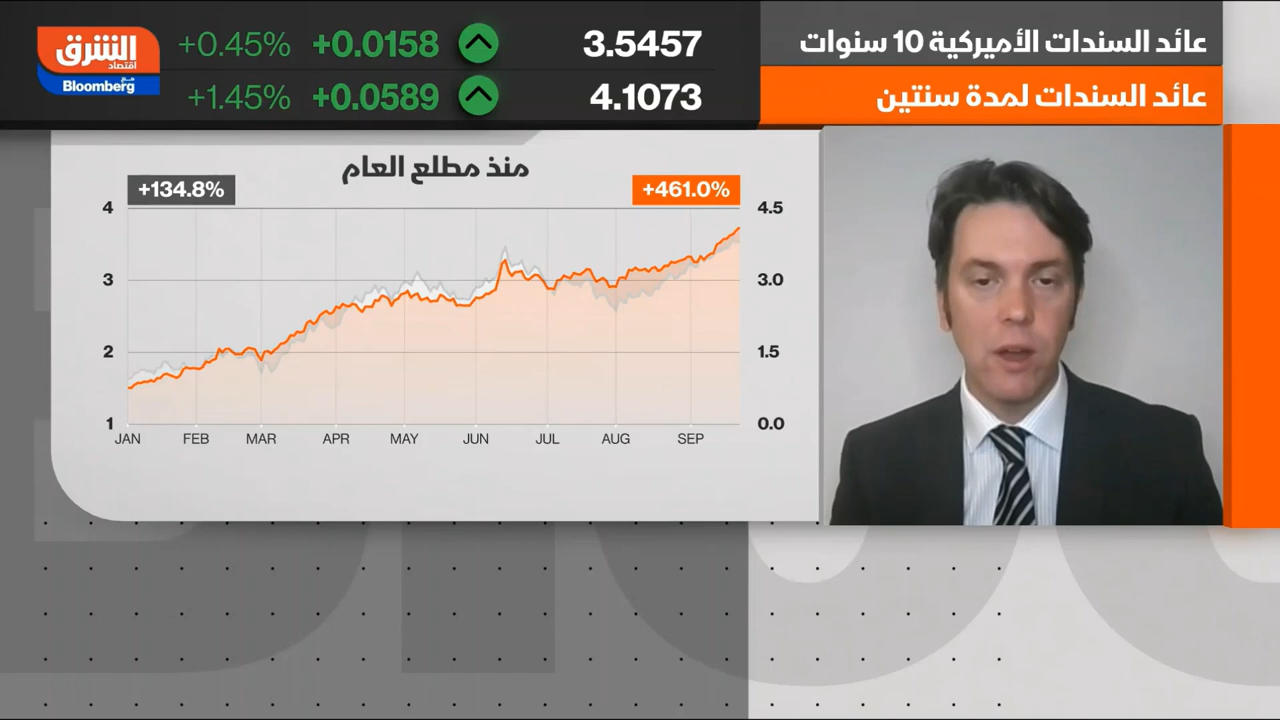 عائد السندات الأميركية 10 سنوات
3.5457 +0.0158 +0.45%
عائد السندات لمدة سنتين
4.1073 +0.0589 +1.45%
الشرق
اقتصاد
مع
Bloomberg
منذ مطلع العام
+134.8%
+461.0%
4
3
2
1
4.5
3.0
1.5
0.0
JAN FEB MAR APR MAY JUN JUL AUG SEP